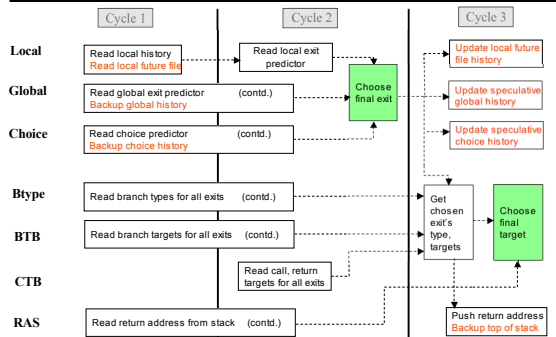 Cycle 1
Cycle 2
Cycle 3
Local
Read local history
Read local future file
Read local exit
predictor
Update local future
file history
Global
Read global exit predictor (contd.)
Backup global history
Choose
final exit
Update speculative
global history
Choice
Read choice predictor (contd.)
Backup choice history
Update speculative
choice history
Btype
Read branch types for all exits (contd.)
Get
chosen
exit's
type,
targets
Choose
final
target
BTB
Read branch targets for all exits (contd.)
CTB
Read call, return
targets for all exits
RAS
Read return address from stack (contd.)
Push return address
Backup top of stack